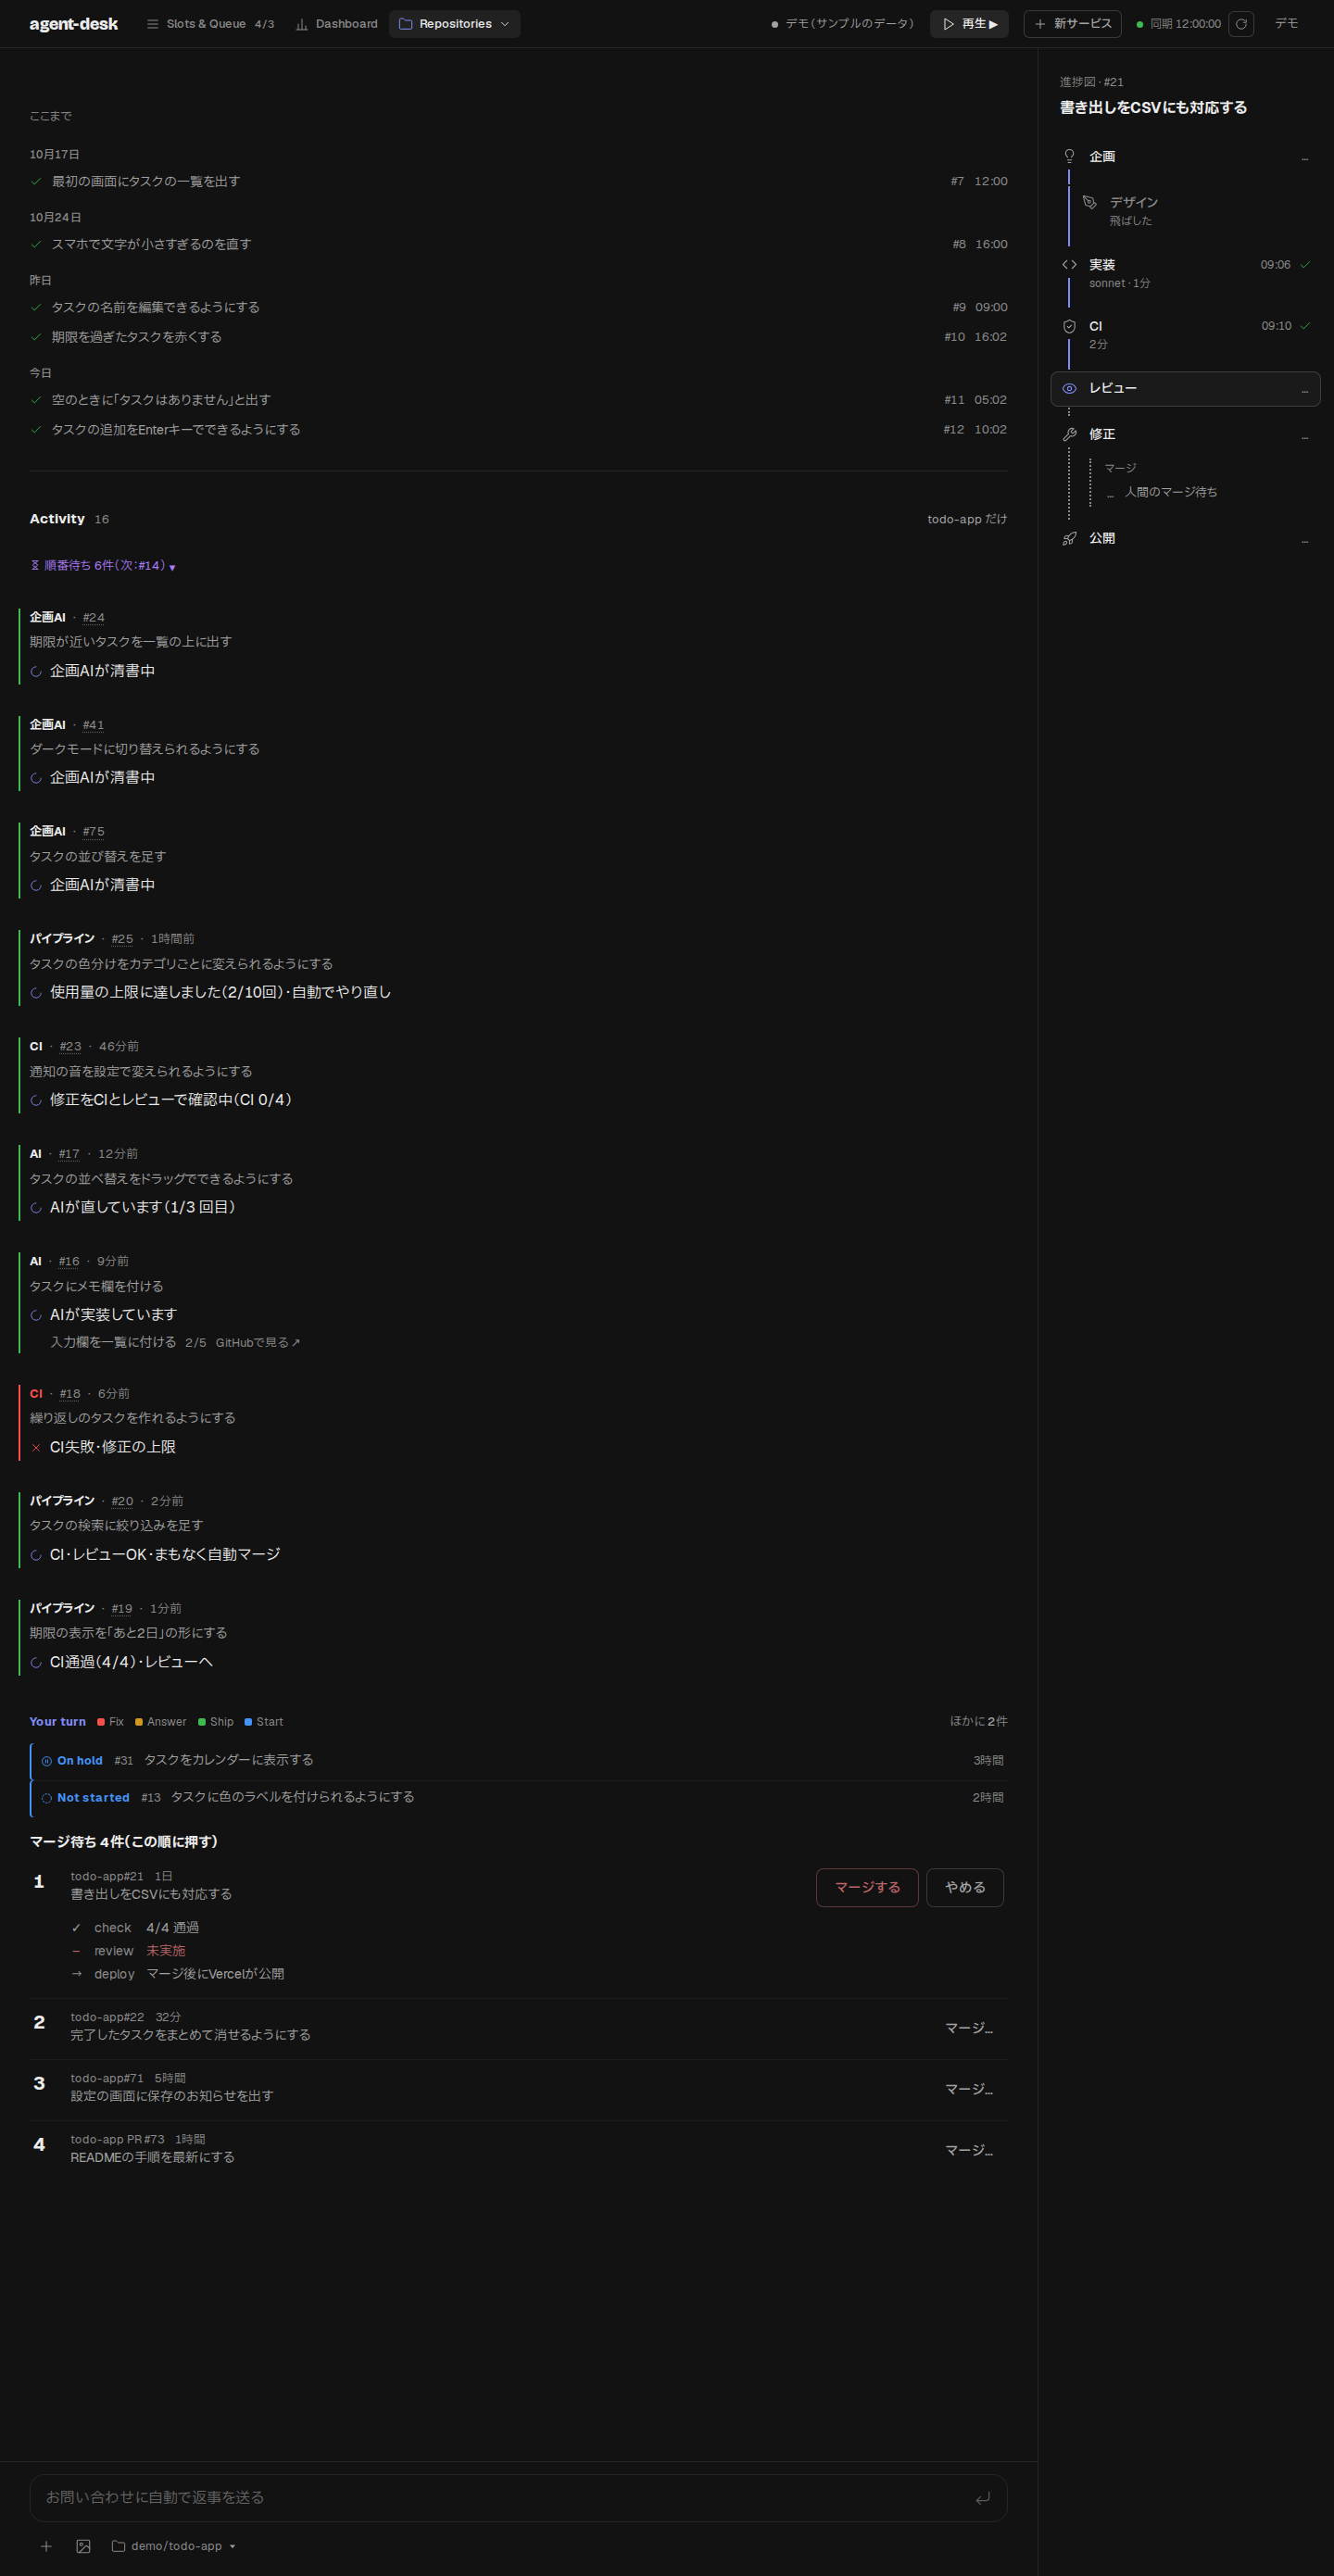 agent-desk Slots & Queue 4/3 Dashboard Repositories デモ(サンプルのデータ) 再生 ▶ 新サービス 同期 12:00:00 デモ
ここまで
10月17日
最初の画面にタスクの一覧を出す #7 12:00
10月24日
スマホで文字が小さすぎるのを直す #8 16:00
昨日
タスクの名前を編集できるようにする #9 09:00
期限を過ぎたタスクを赤くする #10 16:02
今日
空のときに「タスクはありません」と出す #11 05:02
タスクの追加をEnterキーでできるようにする #12 10:02
Activity 16 todo-app だけ
順番待ち 6件(次:#14) ▼
企画AI · #24
期限が近いタスクを一覧の上に出す
企画AIが清書中
企画AI · #41
ダークモードに切り替えられるようにする
企画AIが清書中
企画AI · #75
タスクの並び替えを足す
企画AIが清書中
パイプライン · #25 · 1時間前
タスクの色分けをカテゴリごとに変えられるようにする
使用量の上限に達しました(2/10回)・自動でやり直し
CI · #23 · 46分前
通知の音を設定で変えられるようにする
修正をCIとレビューで確認中(CI 0/4)
AI · #17 · 12分前
タスクの並べ替えをドラッグでできるようにする
AIが直しています(1/3 回目)
AI · #16 · 9分前
タスクにメモ欄を付ける
AIが実装しています
入力欄を一覧に付ける 2/5 GitHubで見る↗
CI · #18 · 6分前
繰り返しのタスクを作れるようにする
CI失敗・修正の上限
パイプライン · #20 · 2分前
タスクの検索に絞り込みを足す
CI・レビューOK・まもなく自動マージ
パイプライン · #19 · 1分前
期限の表示を「あと2日」の形にする
CI通過(4/4)・レビューへ
Your turn Fix Answer Ship Start ほかに2件
On hold #31 タスクをカレンダーに表示する 3時間
Not started #13 タスクに色のラベルを付けられるようにする 2時間
マージ待ち 4件(この順に押す)
1 todo-app#21 1日
書き出しをCSVにも対応する
マージする やめる
✓ check 4/4 通過
– review 未実施
→ deploy マージ後にVercelが公開
2 todo-app#22 32分
完了したタスクをまとめて消せるようにする
マージ…
3 todo-app#71 5時間
設定の画面に保存のお知らせを出す
マージ…
4 todo-app PR#73 1時間
READMEの手順を最新にする
マージ…
お問い合わせに自動で返事を送る
demo/todo-app ▾
進捗図 · #21
書き出しをCSVにも対応する
企画 …
デザイン
飛ばした
実装 09:06
sonnet · 1分
CI 09:10
2分
レビュー …
修正 …
マージ
… 人間のマージ待ち
公開 …